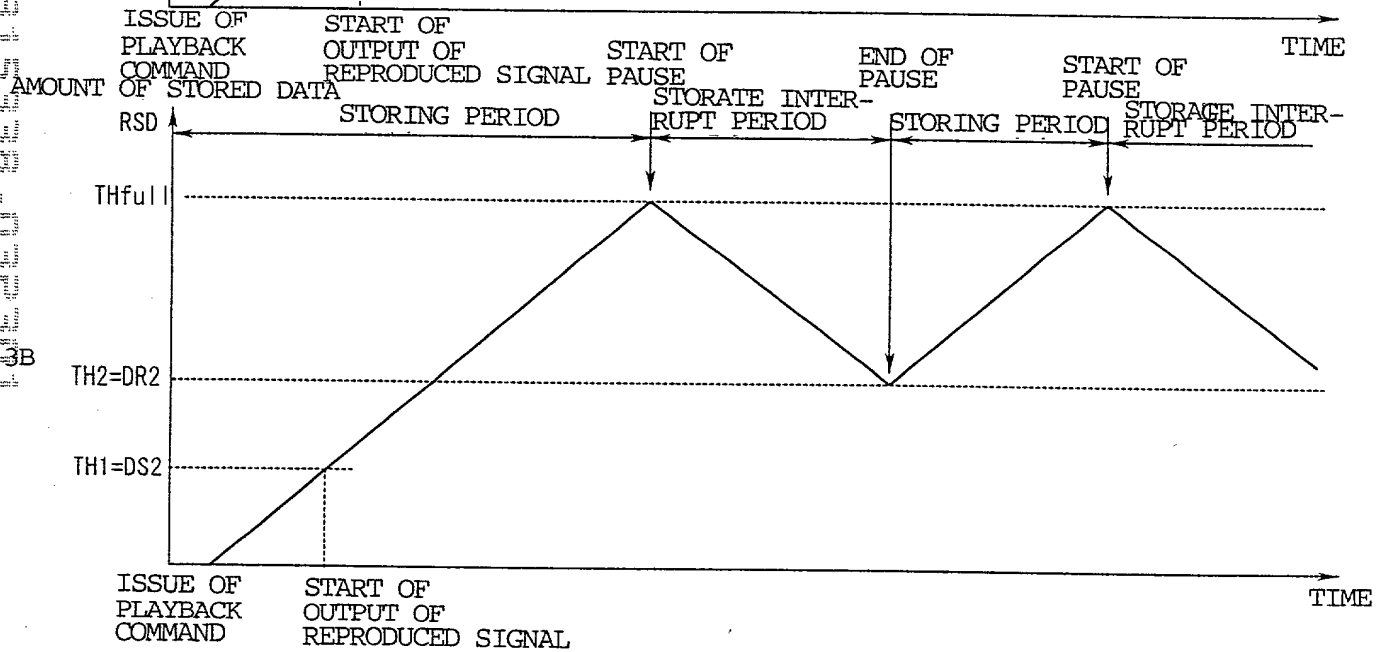 ISSUE OF
PLAYBACK
COMMAND
START OF
OUTPUT OF
REPRODUCED SIGNAL
TIME
START OF
PAUSE
END OF
PAUSE
START OF
PAUSE
AMOUNT OF STORED DATA
RSD
STORING PERIOD
STORATE INTER-
RUPT PERIOD
STORING PERIOD
STORAGE INTER-
RUPT PERIOD
THfull
3B
TH2=DR2
TH1=DS2
ISSUE OF
PLAYBACK
COMMAND
START OF
OUTPUT OF
REPRODUCED SIGNAL
TIME